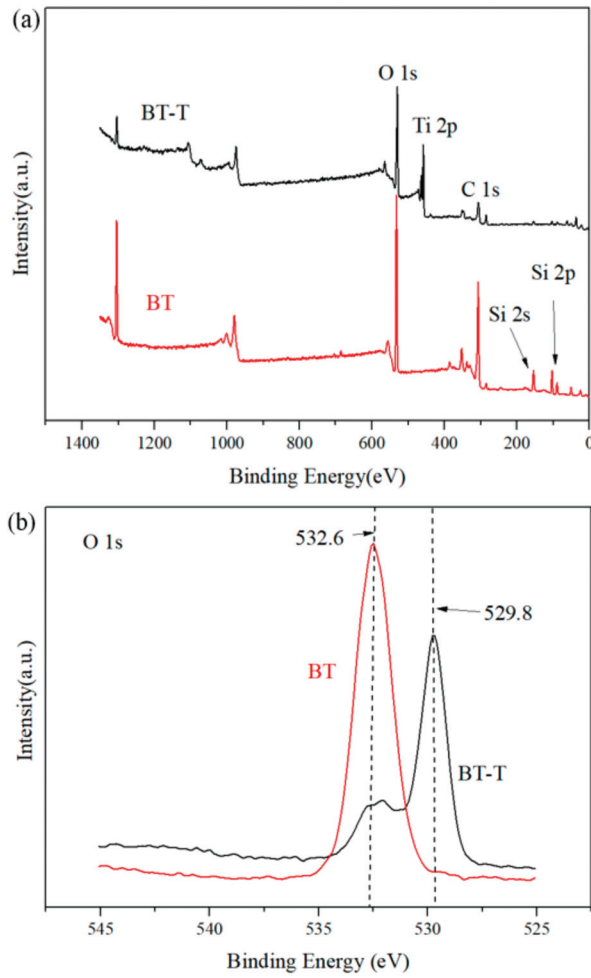 (a)
O 1s
BT-T
Ti 2p
C 1s
Si 2p
BT
Si 2s
Intensity(a.u.)
1400 1200 1000 800 600 400 200 0
Binding Energy(eV)
(b)
O 1s
532.6
529.8
BT
BT-T
Intensity(a.u.)
545 540 535 530 525
Binding Energy (eV)